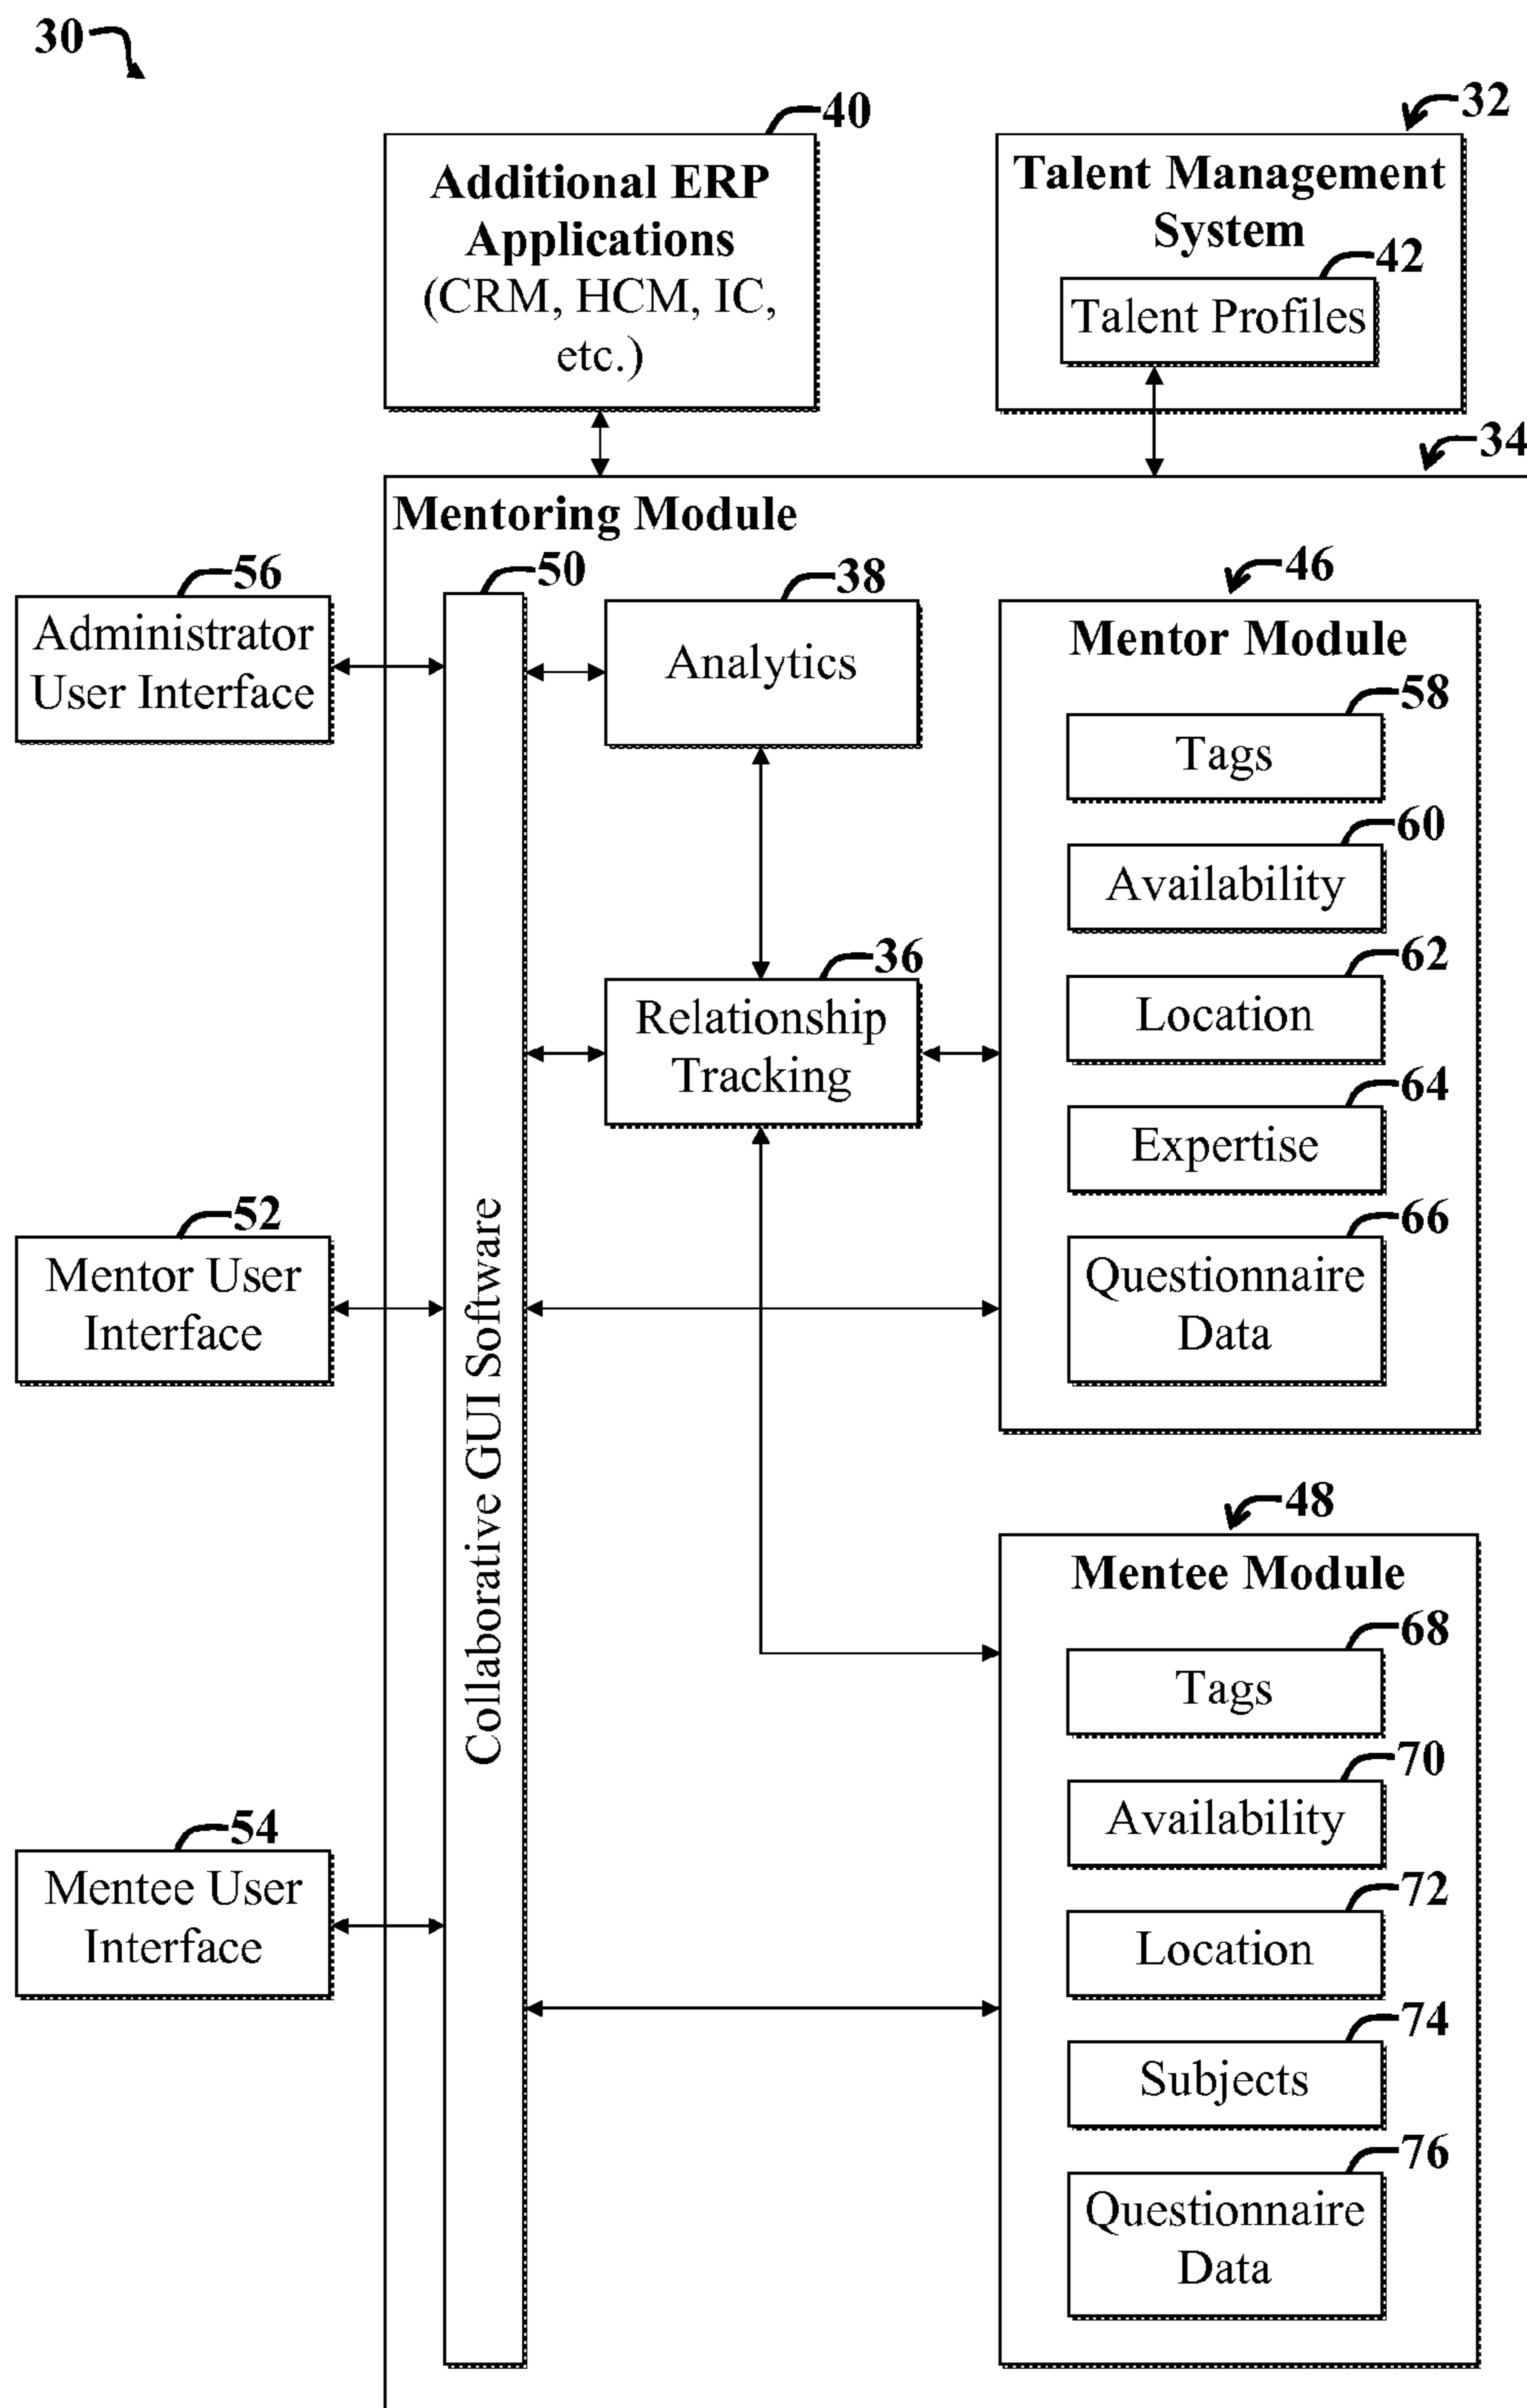 30
40
32
Additional ERP
Applications
(CRM, HCM, IC,
etc.)
Talent Management
System
42
Talent Profiles
34
Mentoring Module
56
Administrator
User Interface
50
Collaborative GUI Software
38
Analytics
46
Mentor Module
58
Tags
60
Availability
36
Relationship
Tracking
62
Location
64
Expertise
52
Mentor User
Interface
66
Questionnaire
Data
48
Mentee Module
68
Tags
70
Availability
54
Mentee User
Interface
72
Location
74
Subjects
76
Questionnaire
Data